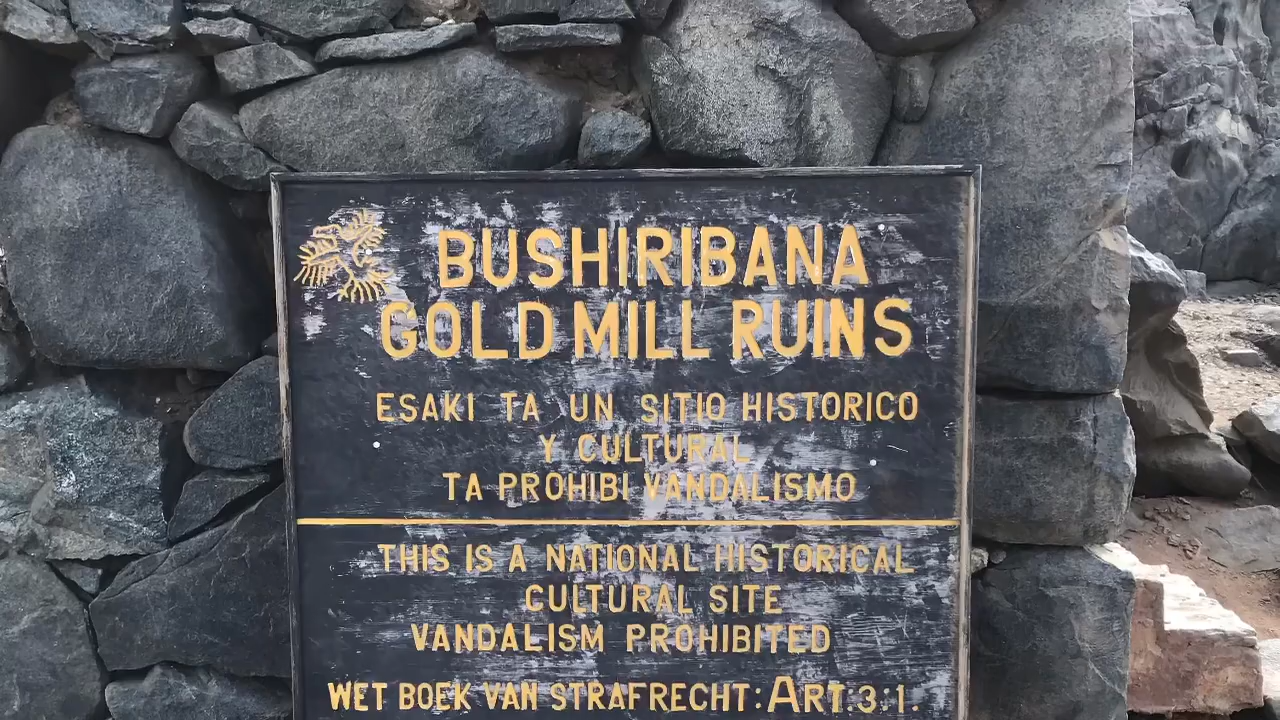 BUSHIRIBANA
GOLD MILL RUINS
ESAKI TA UN SITIO HISTORICO
Y CULTURAL
TA PROHIBI VANDALISMO
THIS IS A NATIONAL HISTORICAL
CULTURAL SITE
VANDALISM PROHIBITED
WET BOEK VAN STRAFRECHT: ART.3:1.